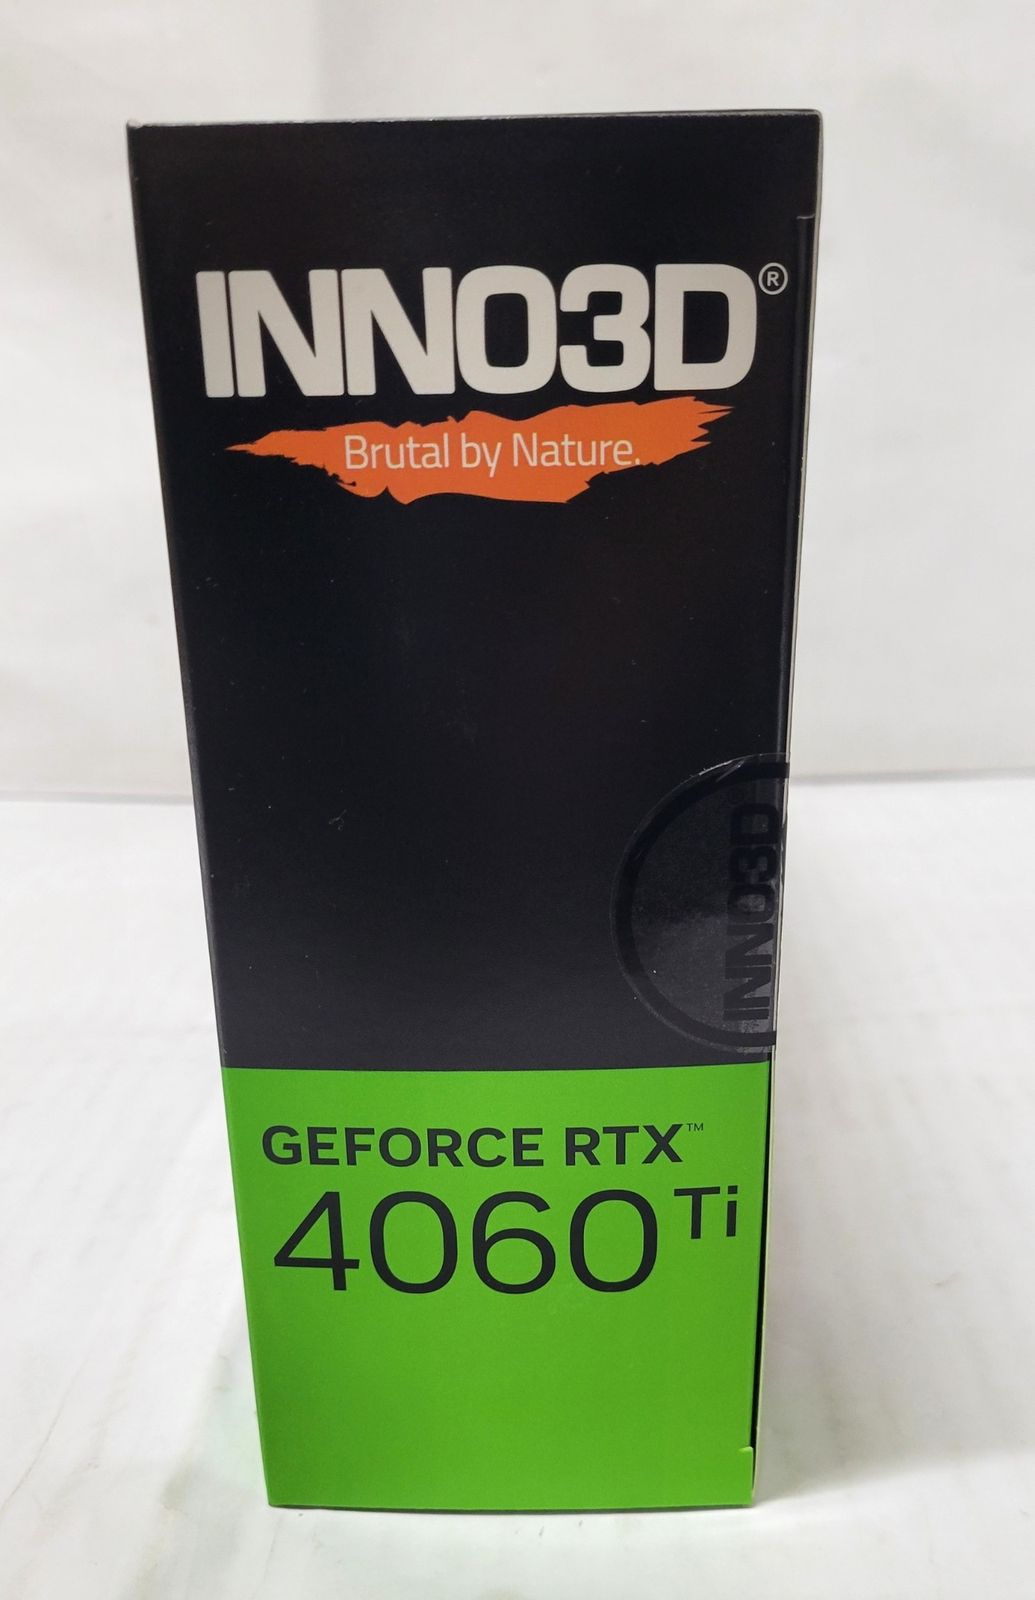 INNO3D®
Brutal by Nature.
INNO3D
GEFORCE RTX™
4060 Ti